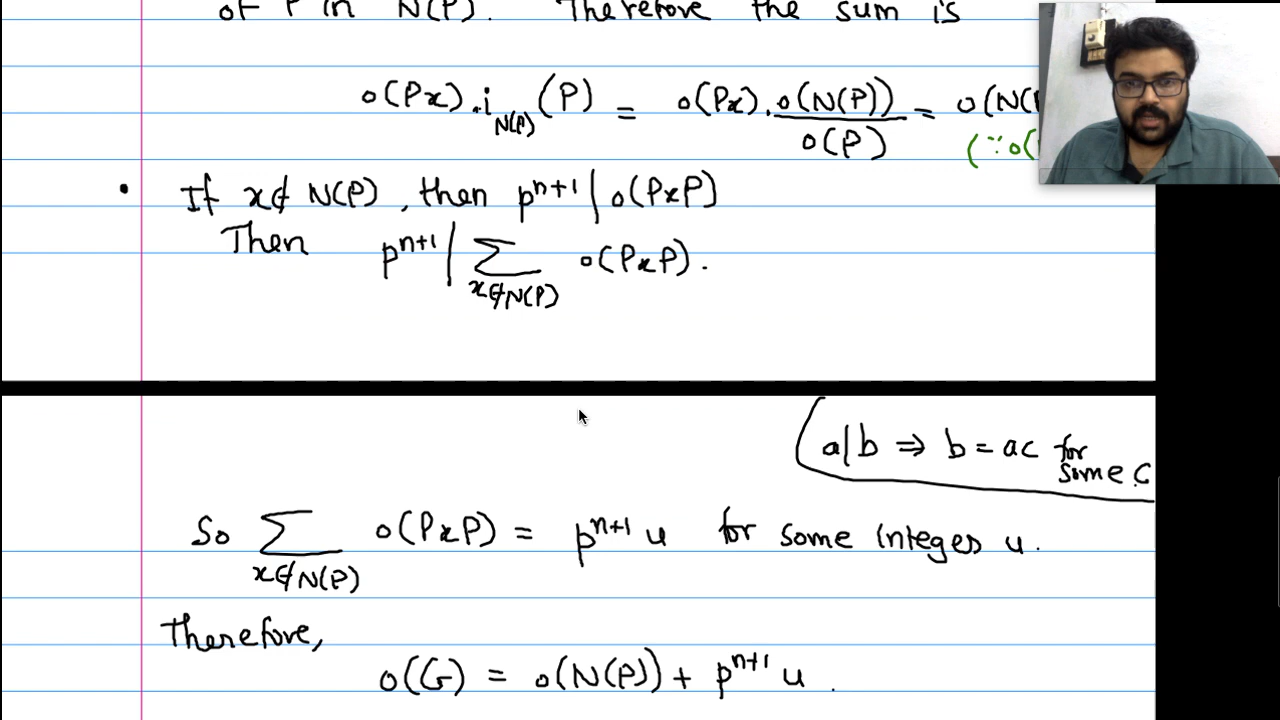 of P in N(P). Therefore the sum is
o(Px).i_{N(P)}(P) = o(Px).o(N(P))/o(P) = o(N(P
(∵o(
• If x∉ N(P), then p^{n+1} | o(PxP)
Then p^{n+1} | Σ_{x∉N(P)} o(PxP).
a|b ⇒ b = ac for some c
So Σ_{x∉N(P)} o(PxP) = p^{n+1} u for some integes u.
Therefore,
o(G) = o(N(P)) + p^{n+1} u.